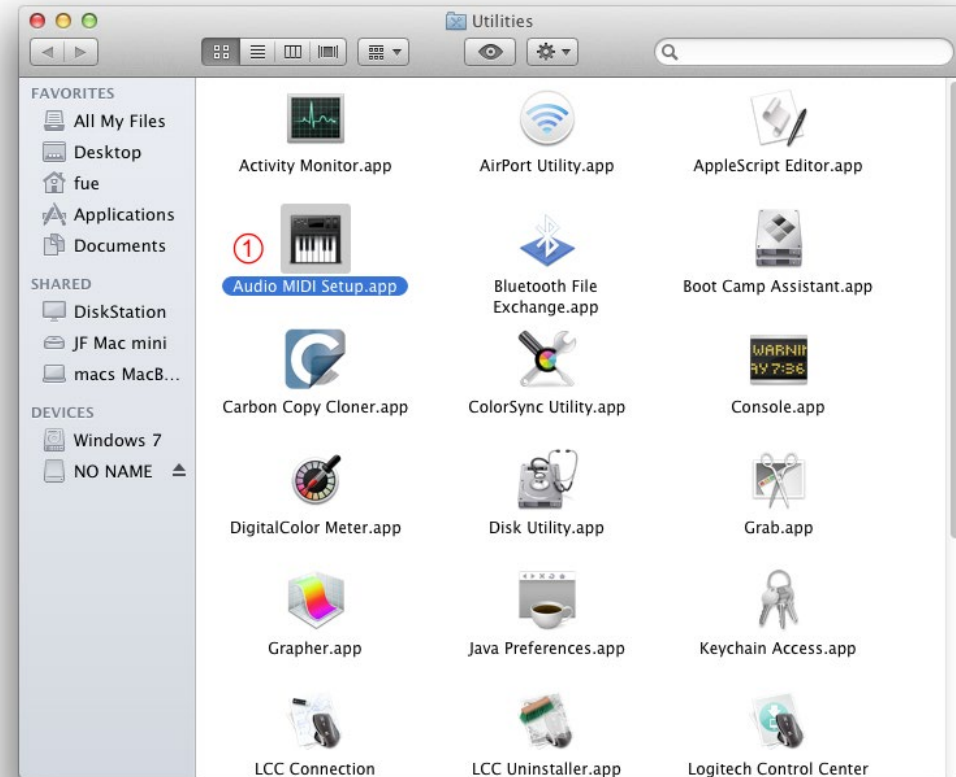 Utilities
FAVORITES
All My Files
Desktop
fue
Applications
Documents
SHARED
DiskStation
JF Mac mini
macs MacB...
DEVICES
Windows 7
NO NAME
Activity Monitor.app
AirPort Utility.app
AppleScript Editor.app
1
Audio MIDI Setup.app
Bluetooth File
Exchange.app
Boot Camp Assistant.app
Carbon Copy Cloner.app
ColorSync Utility.app
WARNIN
AY 7:36
Console.app
DigitalColor Meter.app
Disk Utility.app
Grab.app
Grapher.app
Java Preferences.app
Keychain Access.app
LCC Connection
LCC Uninstaller.app
Logitech Control Center